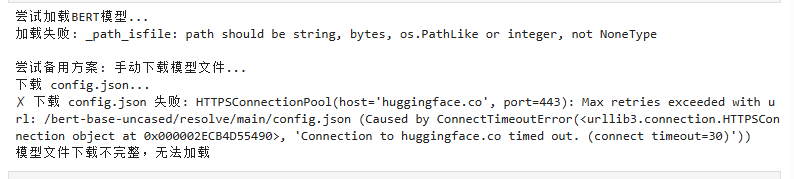 尝试加载BERT模型...
加载失败: _path_isfile: path should be string, bytes, os.PathLike or integer, not NoneType
尝试备用方案: 手动下载模型文件...
下载 config.json...
✗ 下载 config.json 失败: HTTPSConnectionPool(host='huggingface.co', port=443): Max retries exceeded with u
rl: /bert-base-uncased/resolve/main/config.json (Caused by ConnectTimeoutError(<urllib3.connection.HTTPSCon
nection object at 0x000002ECB4D55490>, 'Connection to huggingface.co timed out. (connect timeout=30)'))
模型文件下载不完整，无法加载